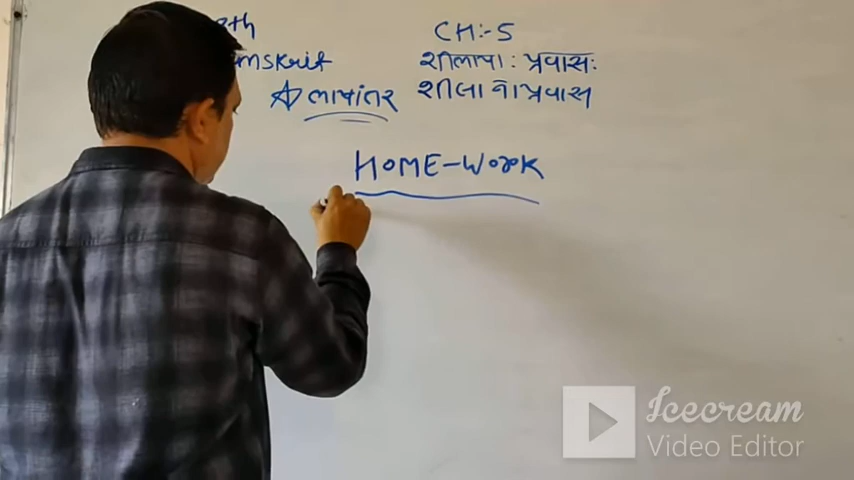 th
CH:-5
mskrit
शीलायाः प्रवासः
ભાષાંતર
શીલાનો પ્રવાસ
HOME-WORK
Icecream
Video Editor